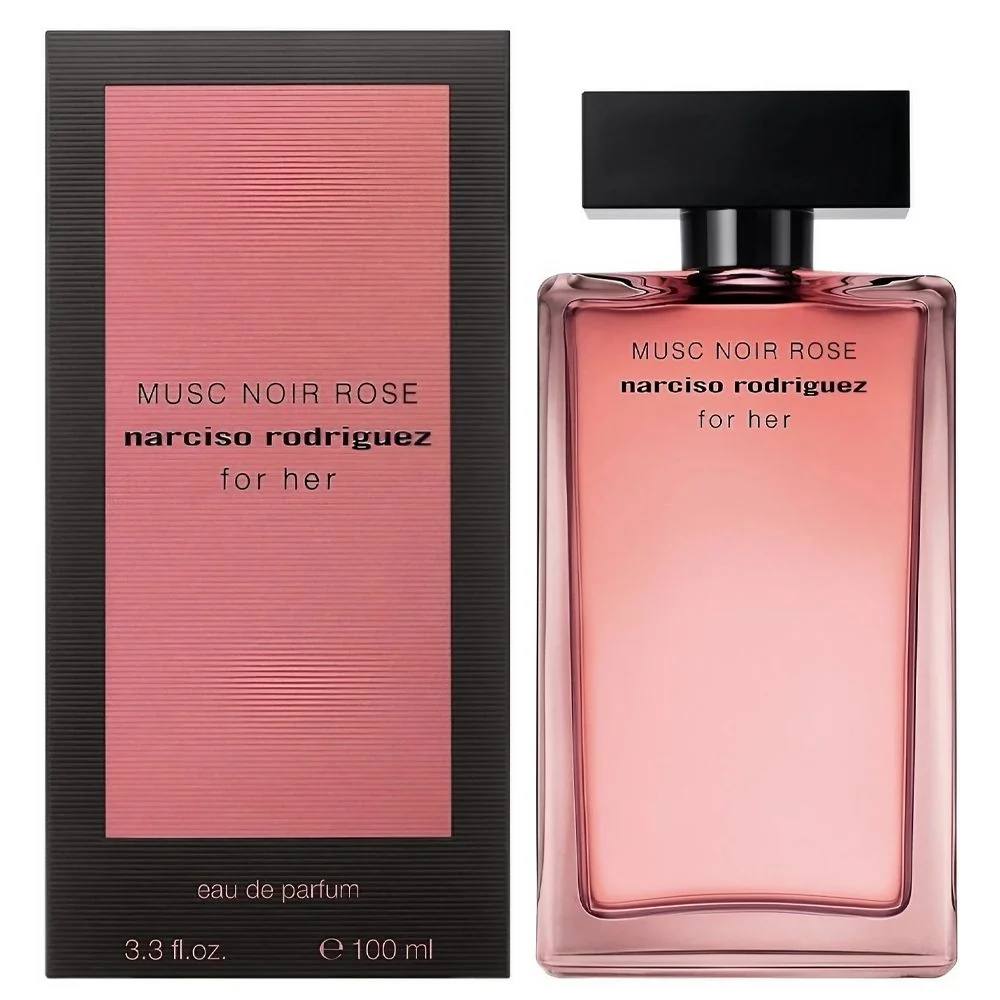 MUSC NOIR ROSE
narciso rodriguez
for her
eau de parfum
3.3 fl.oz. ℮ 100 ml
MUSC NOIR ROSE
narciso rodriguez
for her